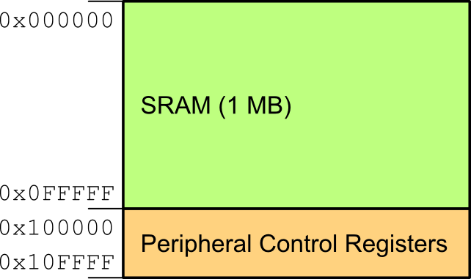 0x000000
SRAM (1 MB)
0x0FFFFF
0x100000
Peripheral Control Registers
0x10FFFF